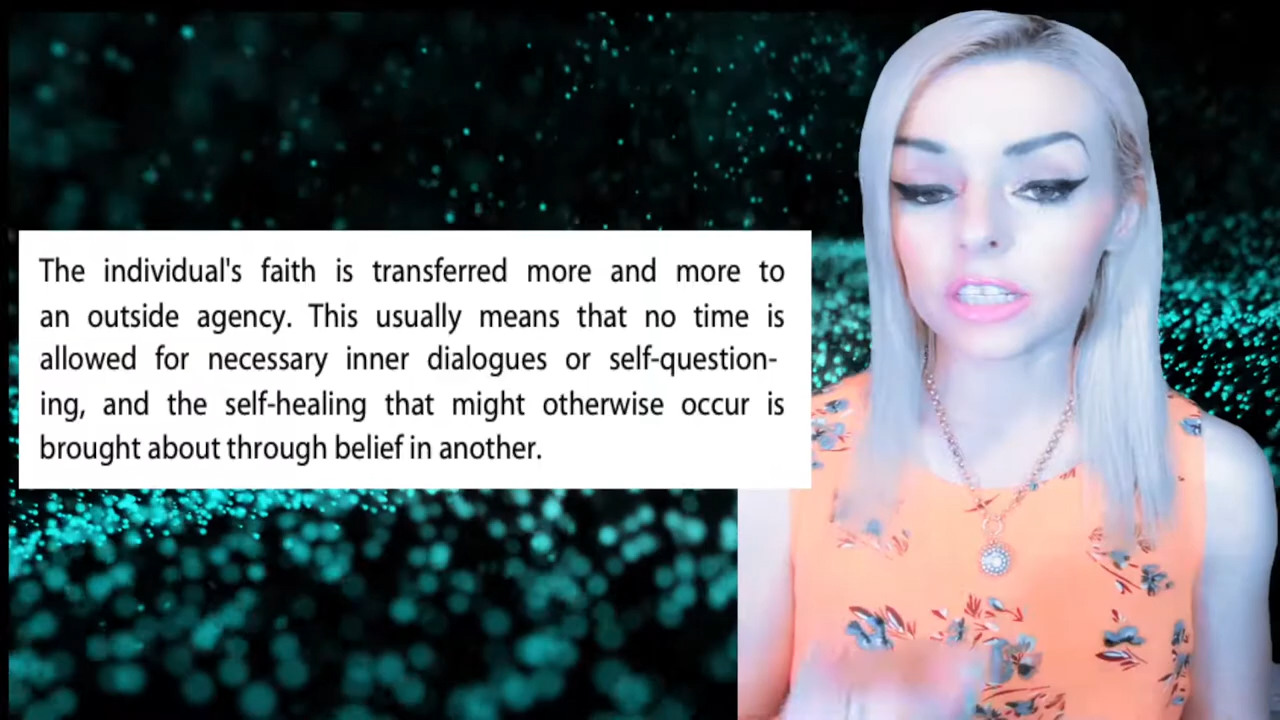 The individual's faith is transferred more and more to
an outside agency. This usually means that no time is
allowed for necessary inner dialogues or self-question-
ing, and the self-healing that might otherwise occur is
brought about through belief in another.